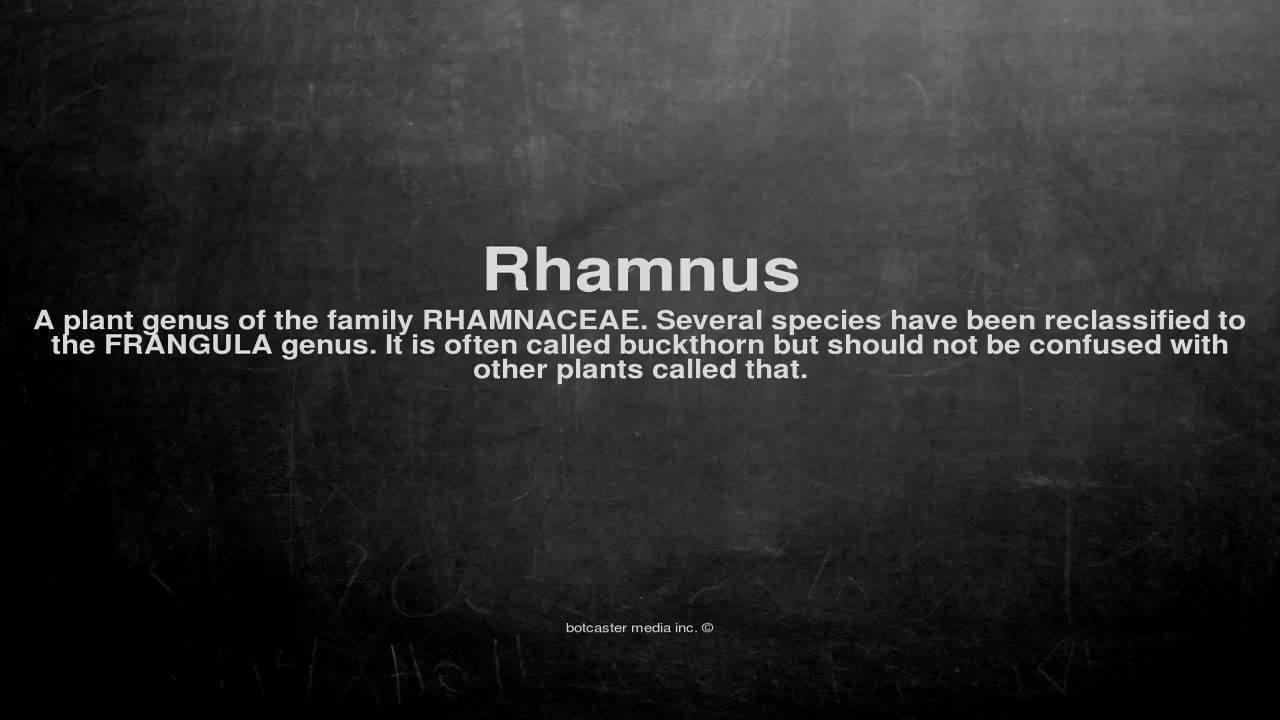 Rhamnus
A plant genus of the family RHAMNACEAE. Several species have been reclassified to
the FRANGULA genus. It is often called buckthorn but should not be confused with
other plants called that.
botcaster media inc. ©